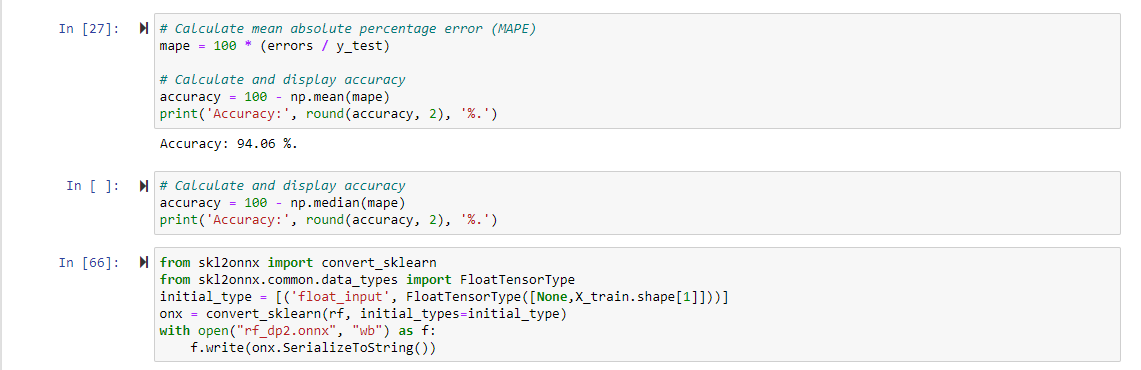 In [27]:
# Calculate mean absolute percentage error (MAPE)
mape = 100 * (errors / y_test)
# Calculate and display accuracy
accuracy = 100 - np.mean(mape)
print('Accuracy:', round(accuracy, 2), '%.')
Accuracy: 94.06 %.
In [ ]:
# Calculate and display accuracy
accuracy = 100 - np.median(mape)
print('Accuracy:', round(accuracy, 2), '%.')
In [66]:
from skl2onnx import convert_sklearn
from skl2onnx.common.data_types import FloatTensorType
initial_type = [('float_input', FloatTensorType([None,X_train.shape[1]]))]
onx = convert_sklearn(rf, initial_types=initial_type)
with open("rf_dp2.onnx", "wb") as f:
    f.write(onx.SerializeToString())